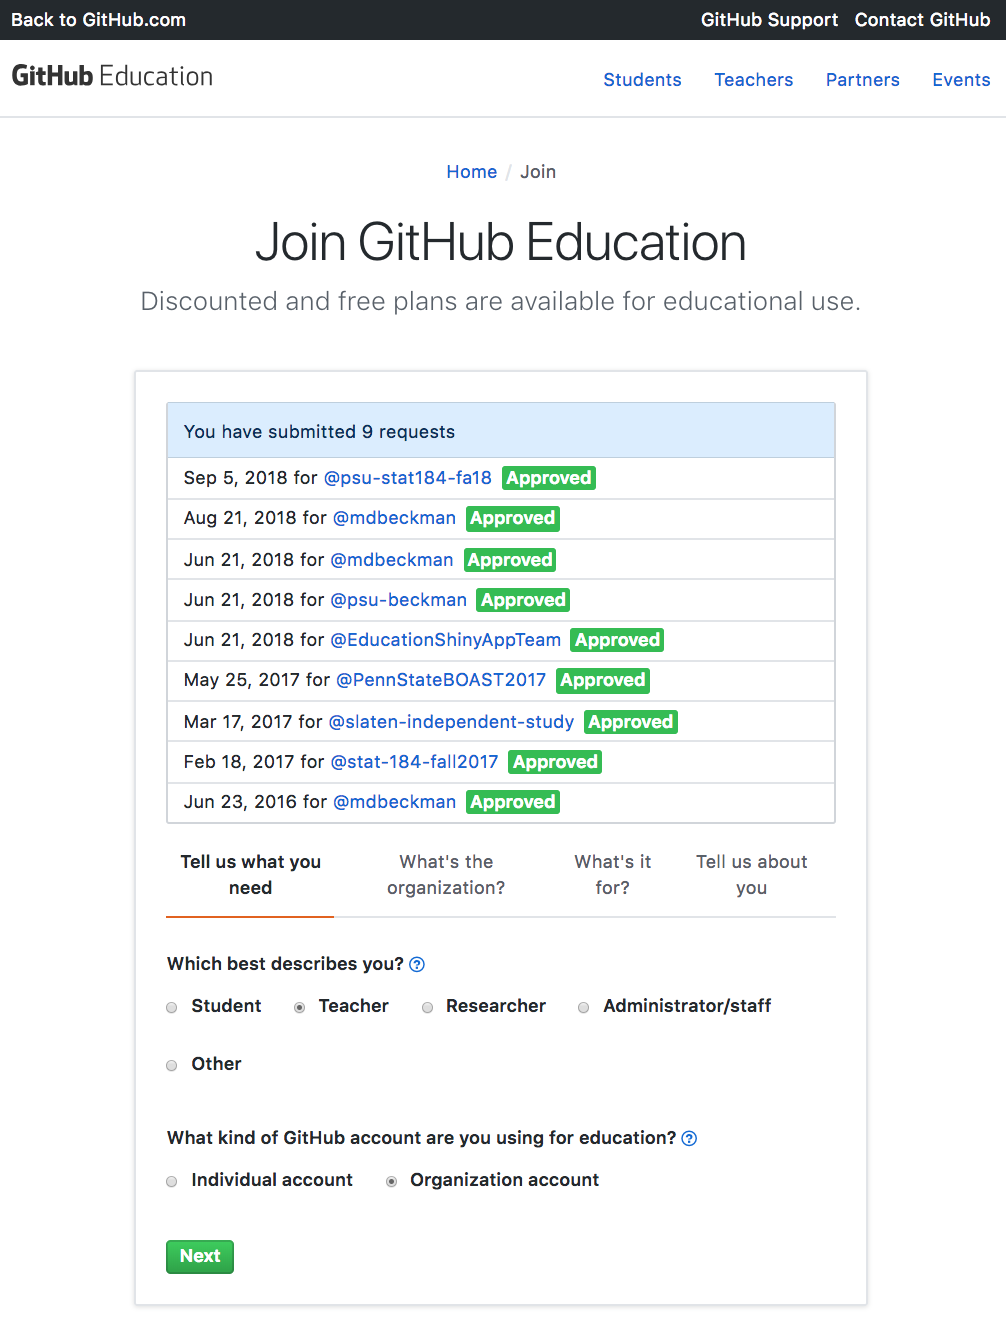 Back to GitHub.com GitHub Support Contact GitHub
GitHub Education Students Teachers Partners Events
Home / Join
Join GitHub Education
Discounted and free plans are available for educational use.
You have submitted 9 requests
Sep 5, 2018 for @psu-stat184-fa18 Approved
Aug 21, 2018 for @mdbeckman Approved
Jun 21, 2018 for @mdbeckman Approved
Jun 21, 2018 for @psu-beckman Approved
Jun 21, 2018 for @EducationShinyAppTeam Approved
May 25, 2017 for @PennStateBOAST2017 Approved
Mar 17, 2017 for @slaten-independent-study Approved
Feb 18, 2017 for @stat-184-fall2017 Approved
Jun 23, 2016 for @mdbeckman Approved
Tell us what you need
What's the organization?
What's it for?
Tell us about you
Which best describes you? ?
Student Teacher Researcher Administrator/staff
Other
What kind of GitHub account are you using for education? ?
Individual account Organization account
Next